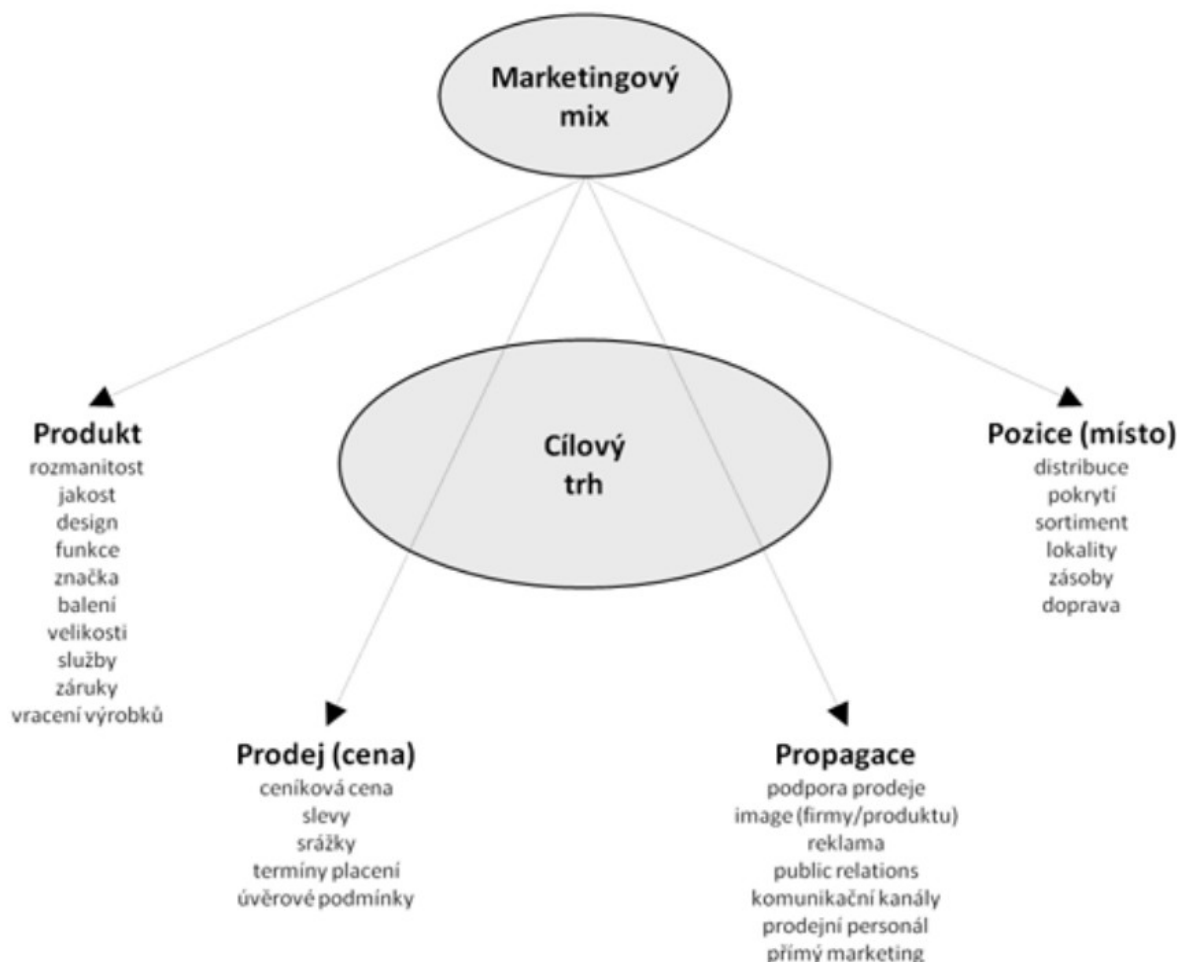 Marketingový
mix
Cílový
trh
Produkt
rozmanitost
jakost
design
funkce
značka
balení
velikosti
služby
záruky
vracení výrobků
Prodej (cena)
ceníková cena
slevy
srážky
termíny placení
úvěrové podmínky
Propagace
podpora prodeje
image (firmy/produktu)
reklama
public relations
komunikační kanály
prodejní personál
přímý marketing
Pozice (místo)
distribuce
pokrytí
sortiment
lokality
zásoby
doprava